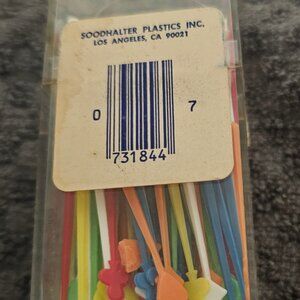 SOODHALTER PLASTICS INC.
LOS ANGELES, CA 90021
0 7
731844